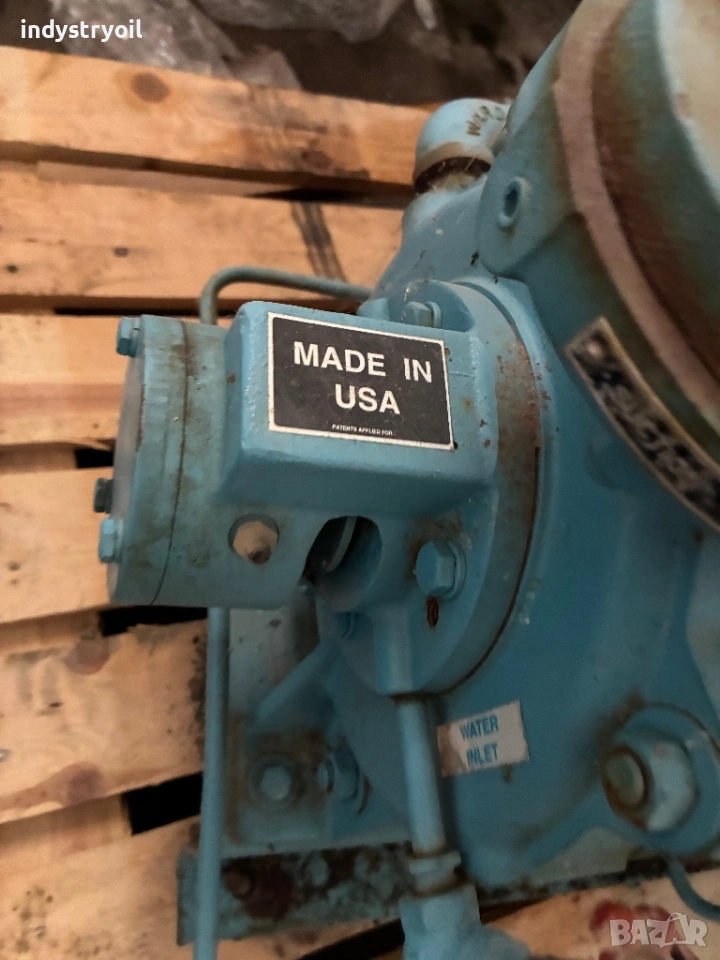 indystryoil
MADE IN
USA
PATENTS APPLIED FOR
WATER
INLET
BAZAR